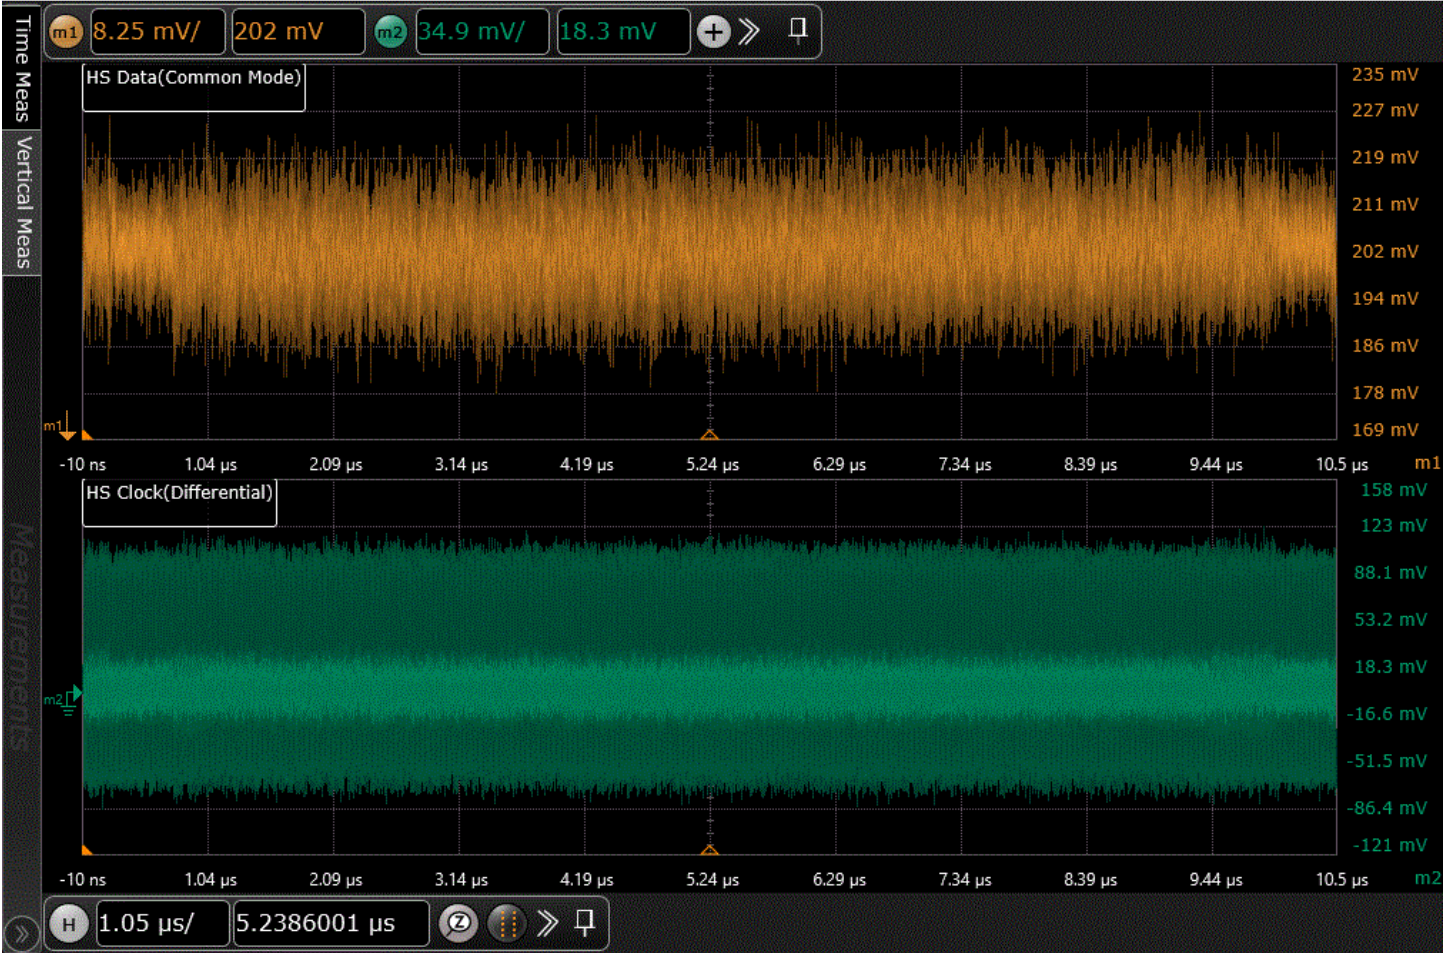 Time Meas
Vertical Meas
Measurements
m1 8.25 mV/ 202 mV m2 34.9 mV/ 18.3 mV +
HS Data(Common Mode)
235 mV
227 mV
219 mV
211 mV
202 mV
194 mV
186 mV
178 mV
169 mV
m1
-10 ns 1.04 µs 2.09 µs 3.14 µs 4.19 µs 5.24 µs 6.29 µs 7.34 µs 8.39 µs 9.44 µs 10.5 µs m1
HS Clock(Differential)
158 mV
123 mV
88.1 mV
53.2 mV
18.3 mV
m2
-16.6 mV
-51.5 mV
-86.4 mV
-121 mV
-10 ns 1.04 µs 2.09 µs 3.14 µs 4.19 µs 5.24 µs 6.29 µs 7.34 µs 8.39 µs 9.44 µs 10.5 µs m2
H 1.05 µs/ 5.2386001 µs Z